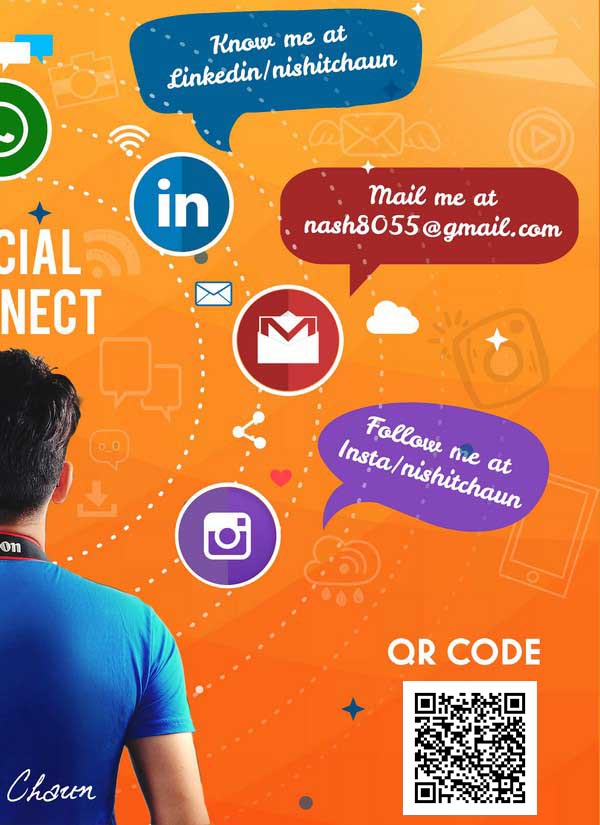 Know me at
Linkedin/nishitchaun
in
Mail me at
nash8055@gmail.com
CIAL
NECT
Follow me at
Insta/nishitchaun
on
QR CODE
Chaun